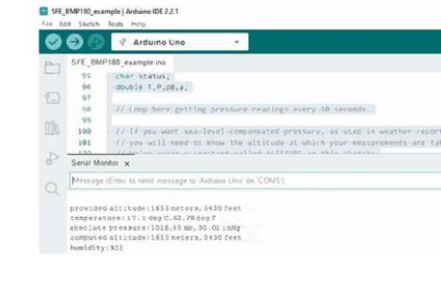 SFE_BMP180_example | Arduino IDE 2.2.1
File Edit Sketch Tools Help
Arduino Uno
SFE_BMP180_example.ino
95 char status;
96 double T,P,p0,a;
97
98 // Loop here getting pressure readings every 10 seconds.
99
100 // If you want sea-level-compensated pressure, as used in weather report
101 // you will need to know the altitude at which your measurements are tak
Serial Monitor x
Message (Enter to send message to 'Arduino Uno' on 'COM5')
provided altitude:1655 meters, 5430 feet
temperature:17.1 deg C, 62.78 deg F
absolute pressure:1016.45 mb, 30.01 inHg
computed altitude:1655 meters, 5430 feet
humidity:%33